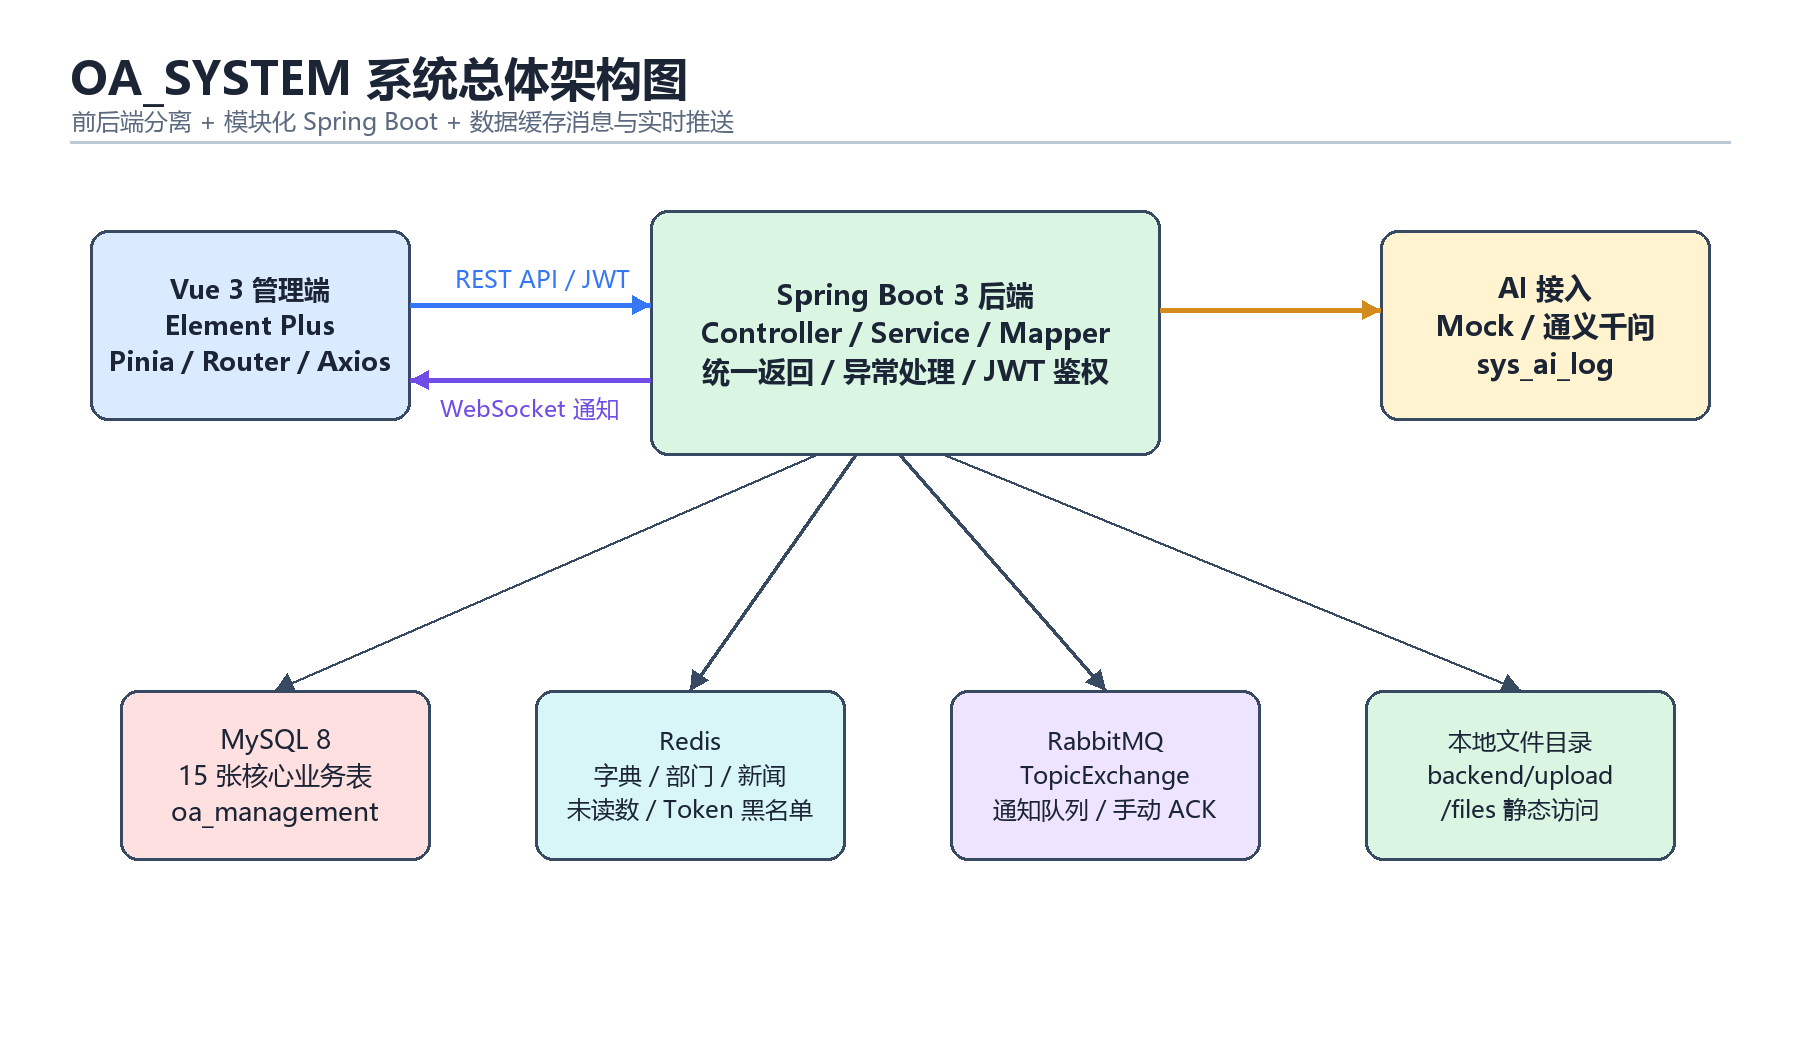 OA_SYSTEM 系统总体架构图
前后端分离 + 模块化 Spring Boot + 数据缓存消息与实时推送
Vue 3 管理端
Element Plus
Pinia / Router / Axios
REST API / JWT
WebSocket 通知
Spring Boot 3 后端
Controller / Service / Mapper
统一返回 / 异常处理 / JWT 鉴权
AI 接入
Mock / 通义千问
sys_ai_log
MySQL 8
15 张核心业务表
oa_management
Redis
字典 / 部门 / 新闻
未读数 / Token 黑名单
RabbitMQ
TopicExchange
通知队列 / 手动 ACK
本地文件目录
backend/upload
/files 静态访问